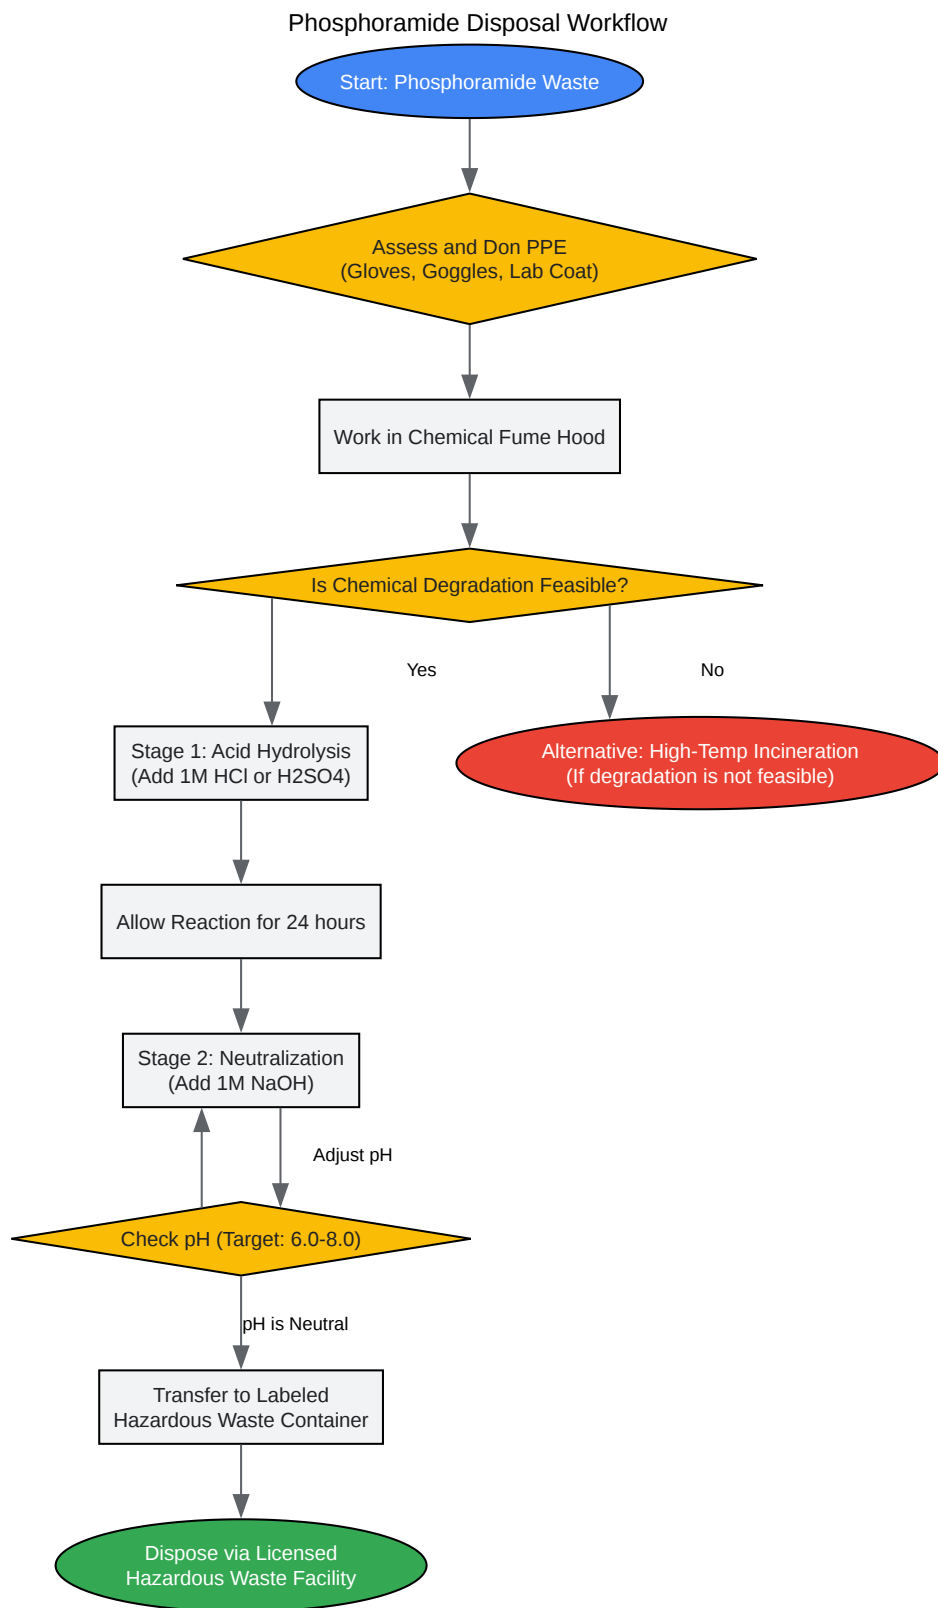 Phosphoramide Disposal Workflow
Start: Phosphoramide Waste
Assess and Don PPE
(Gloves, Goggles, Lab Coat)
Work in Chemical Fume Hood
Is Chemical Degradation Feasible?
Yes
No
Stage 1: Acid Hydrolysis
(Add 1M HCl or H2SO4)
Alternative: High-Temp Incineration
(If degradation is not feasible)
Allow Reaction for 24 hours
Stage 2: Neutralization
(Add 1M NaOH)
Adjust pH
Check pH (Target: 6.0-8.0)
pH is Neutral
Transfer to Labeled
Hazardous Waste Container
Dispose via Licensed
Hazardous Waste Facility